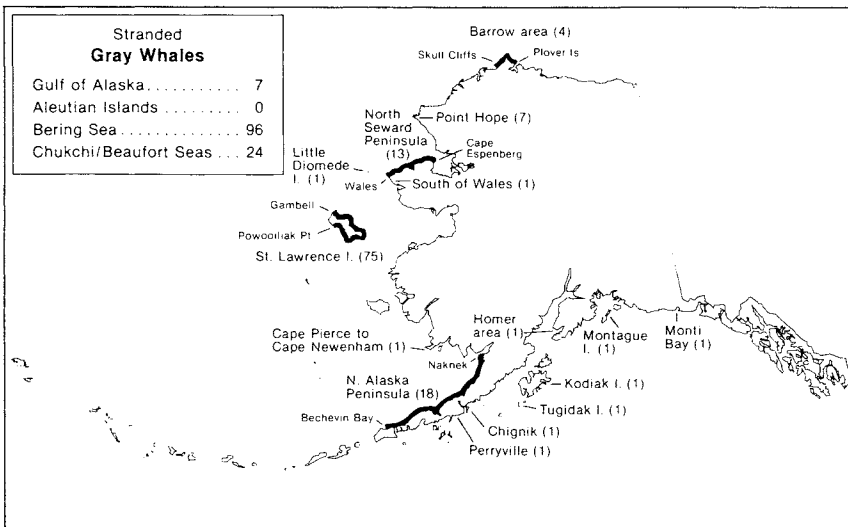 Stranded
Gray Whales
Gulf of Alaska........... 7
Aleutian Islands ......... 0
Bering Sea .............. 96
Chukchi/Beaufort Seas ... 24
Barrow area (4)
Skull Cliffs
Plover Is
Point Hope (7)
North
Seward
Peninsula
(13)
Cape
Espenberg
Little
Diomede
I. (1)
Wales
South of Wales (1)
Gambell
Powooiliak Pt
St. Lawrence I. (75)
Cape Pierce to
Cape Newenham (1)
Homer
area (1)
Montague
I. (1)
Monti
Bay (1)
Naknek
N. Alaska
Peninsula (18)
Kodiak I. (1)
Tugidak I. (1)
Bechevin Bay
Chignik (1)
Perryville (1)